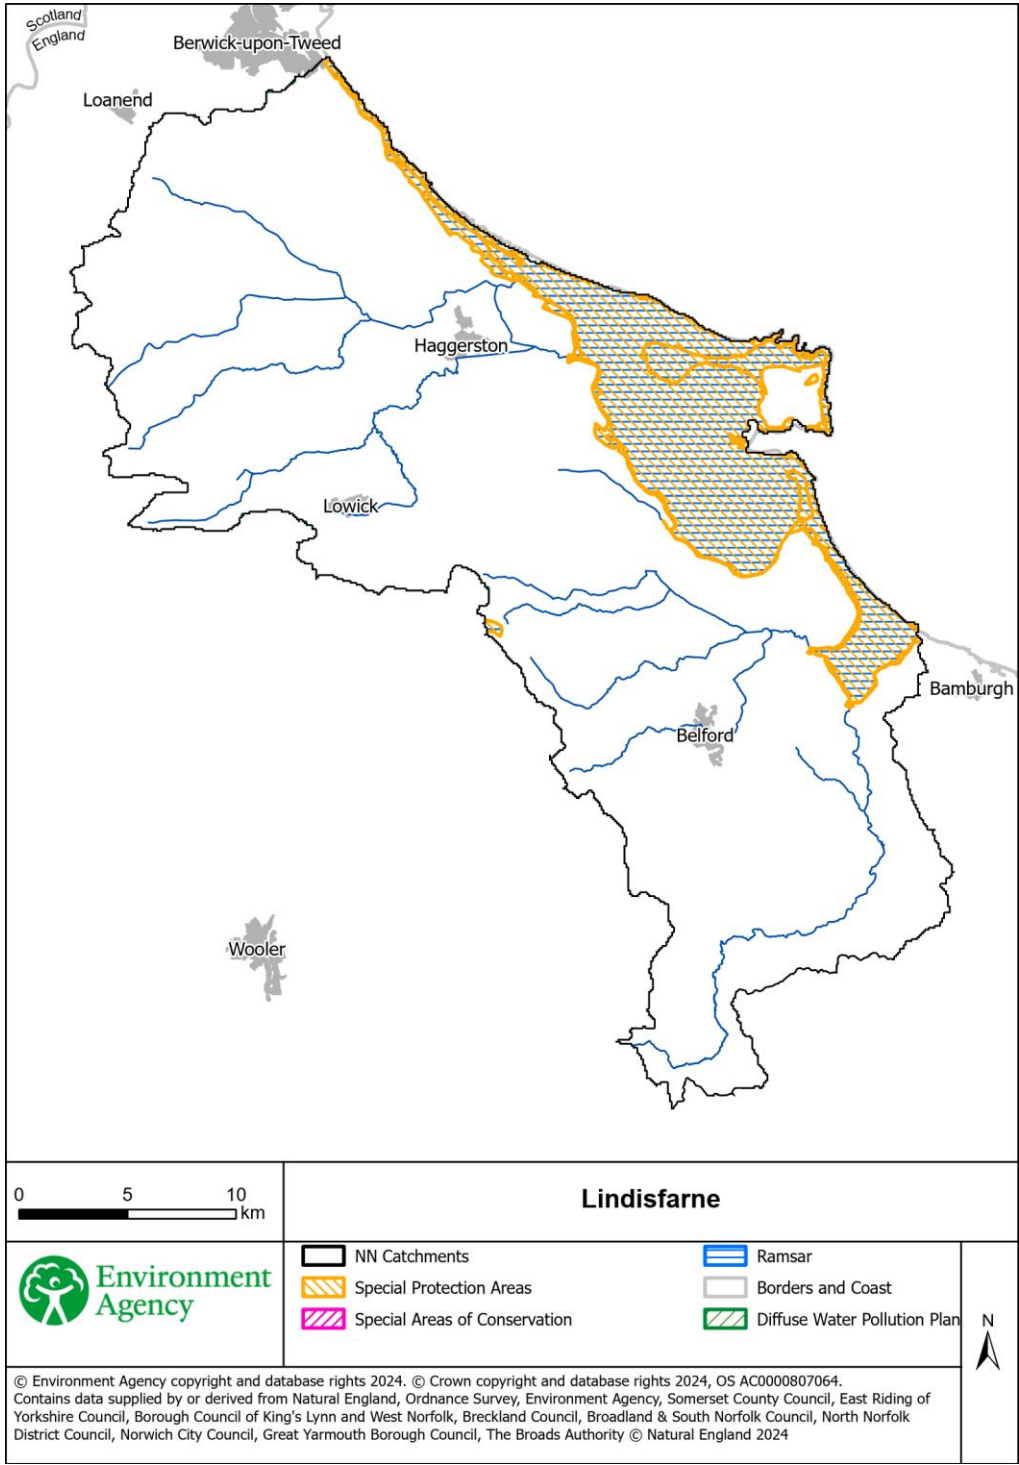 Scotland
England
Berwick-upon-Tweed
Loanend
Haggerston
Lowick
Bamburgh
Belford
Wooler
0 5 10
km
Lindisfarne
Environment
Agency
NN Catchments
Special Protection Areas
Special Areas of Conservation
Ramsar
Borders and Coast
Diffuse Water Pollution Plan
N
© Environment Agency copyright and database rights 2024. © Crown copyright and database rights 2024, OS AC0000807064.
Contains data supplied by or derived from Natural England, Ordnance Survey, Environment Agency, Somerset County Council, East Riding of
Yorkshire Council, Borough Council of King's Lynn and West Norfolk, Breckland Council, Broadland & South Norfolk Council, North Norfolk
District Council, Norwich City Council, Great Yarmouth Borough Council, The Broads Authority © Natural England 2024